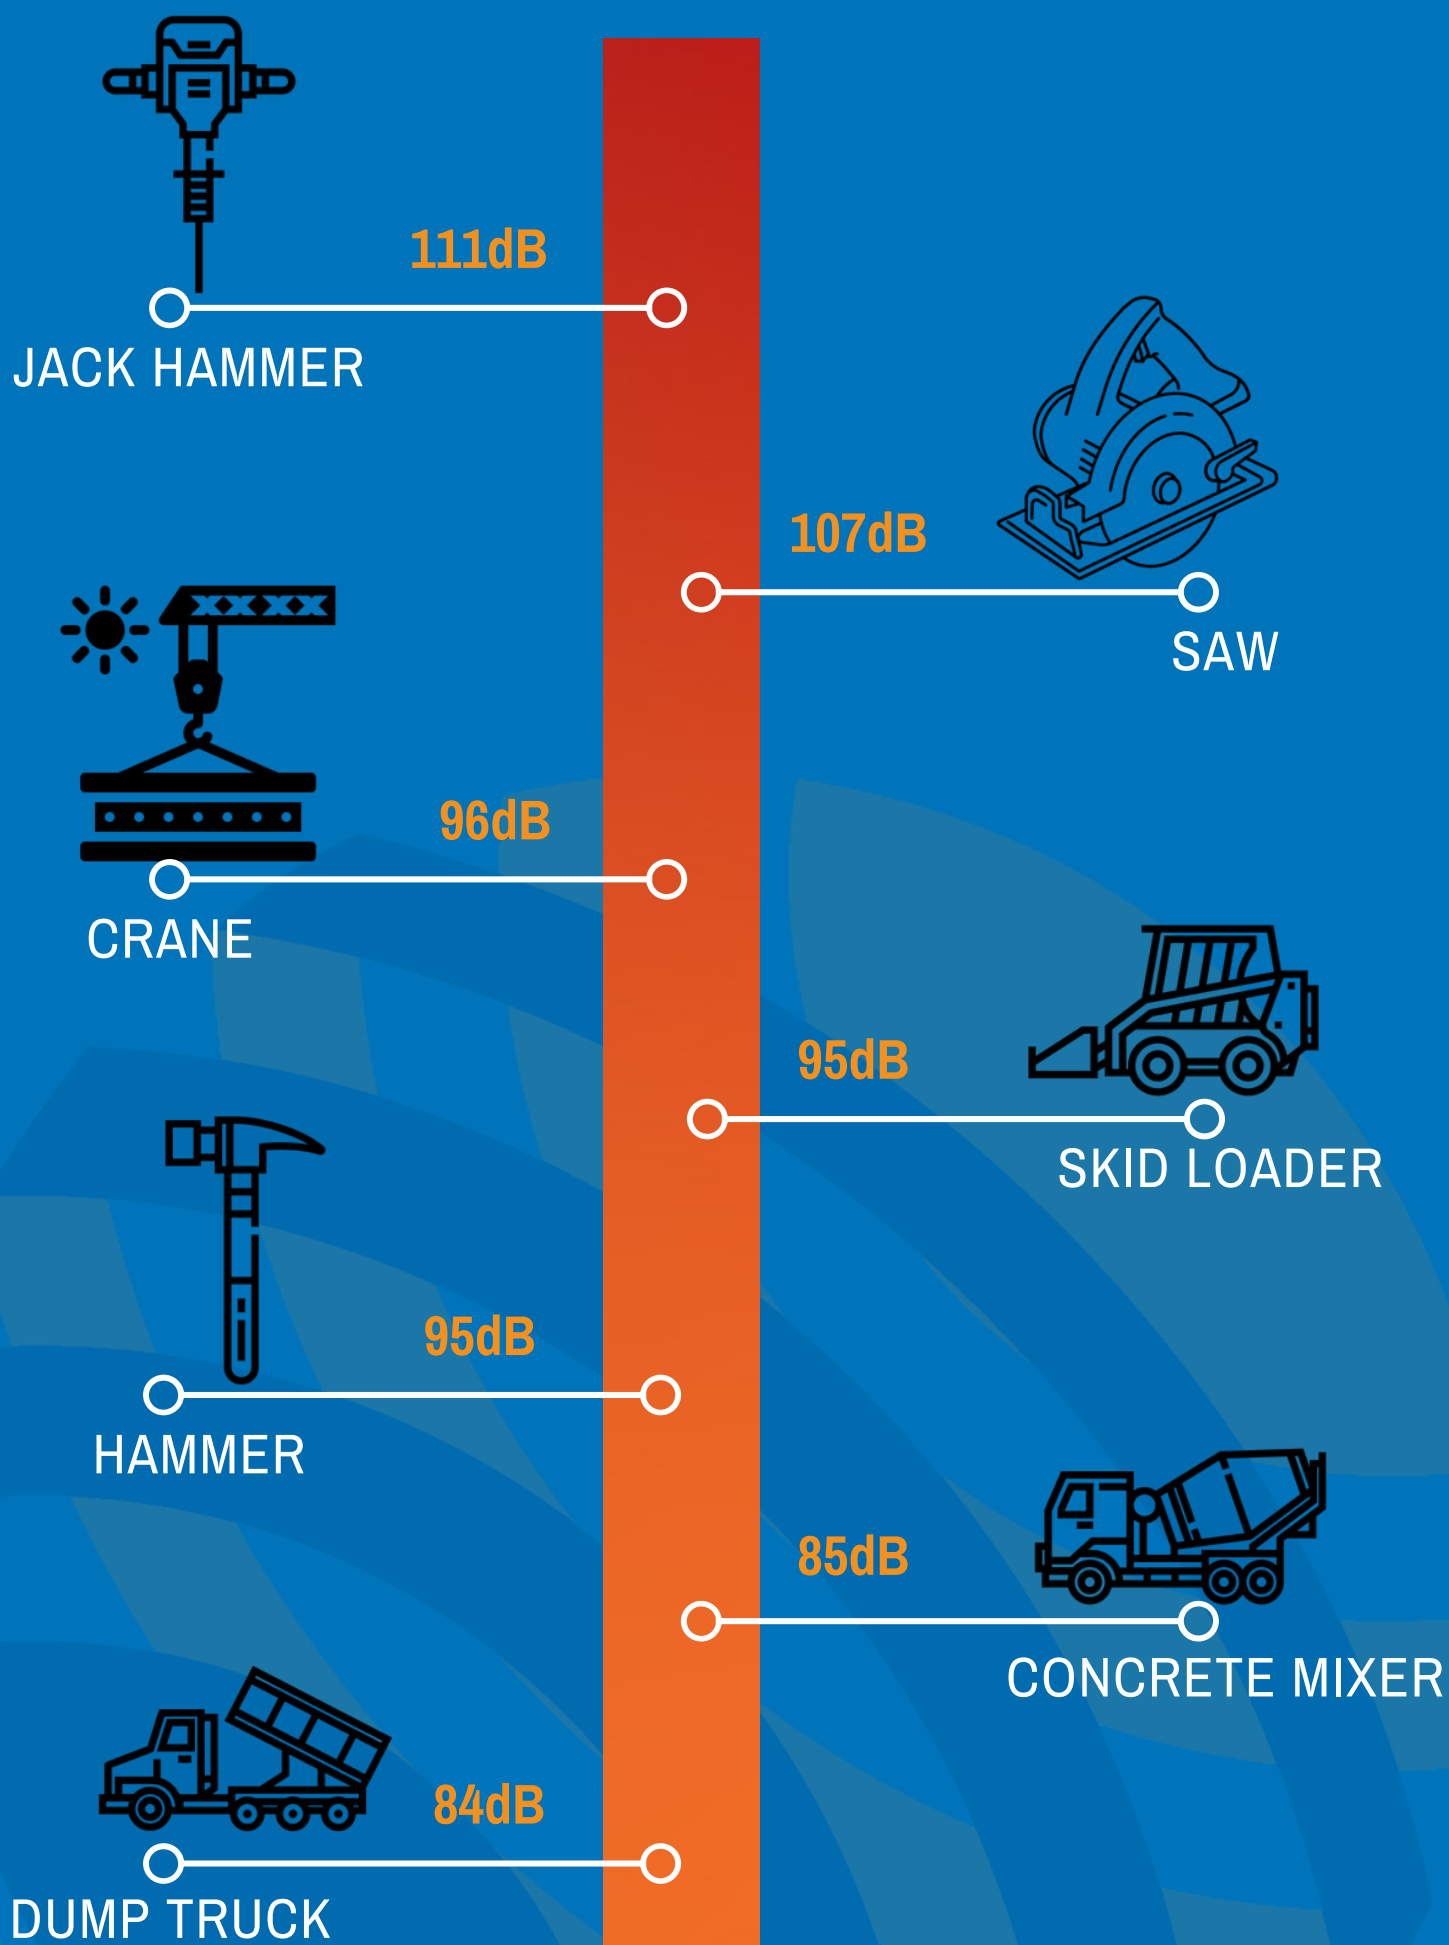 111dB
JACK HAMMER
107dB
SAW
96dB
CRANE
95dB
SKID LOADER
95dB
HAMMER
85dB
CONCRETE MIXER
84dB
DUMP TRUCK